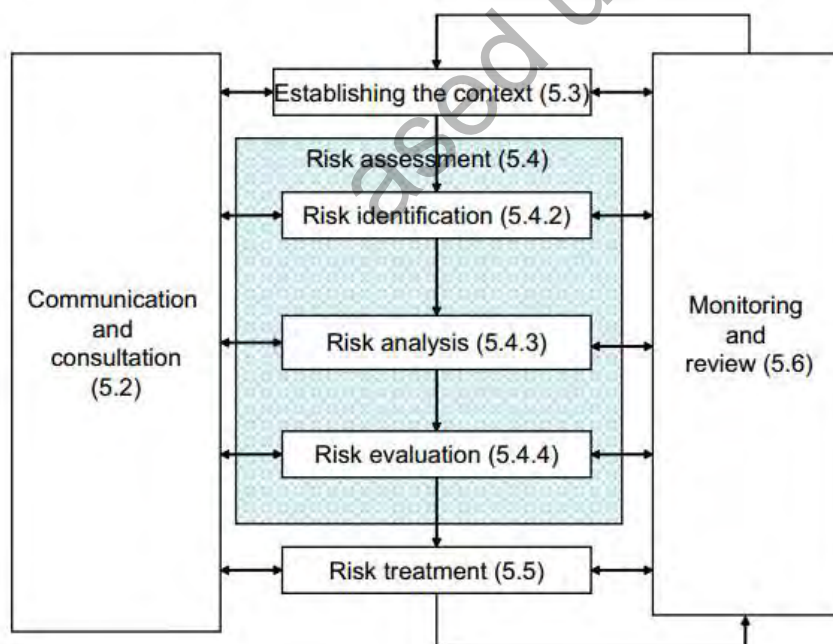 Establishing the context (5.3)
Risk assessment (5.4)
Risk identification (5.4.2)
Communication
and
consultation
(5.2)
Risk analysis (5.4.3)
Monitoring
and
review (5.6)
Risk evaluation (5.4.4)
Risk treatment (5.5)
ased u